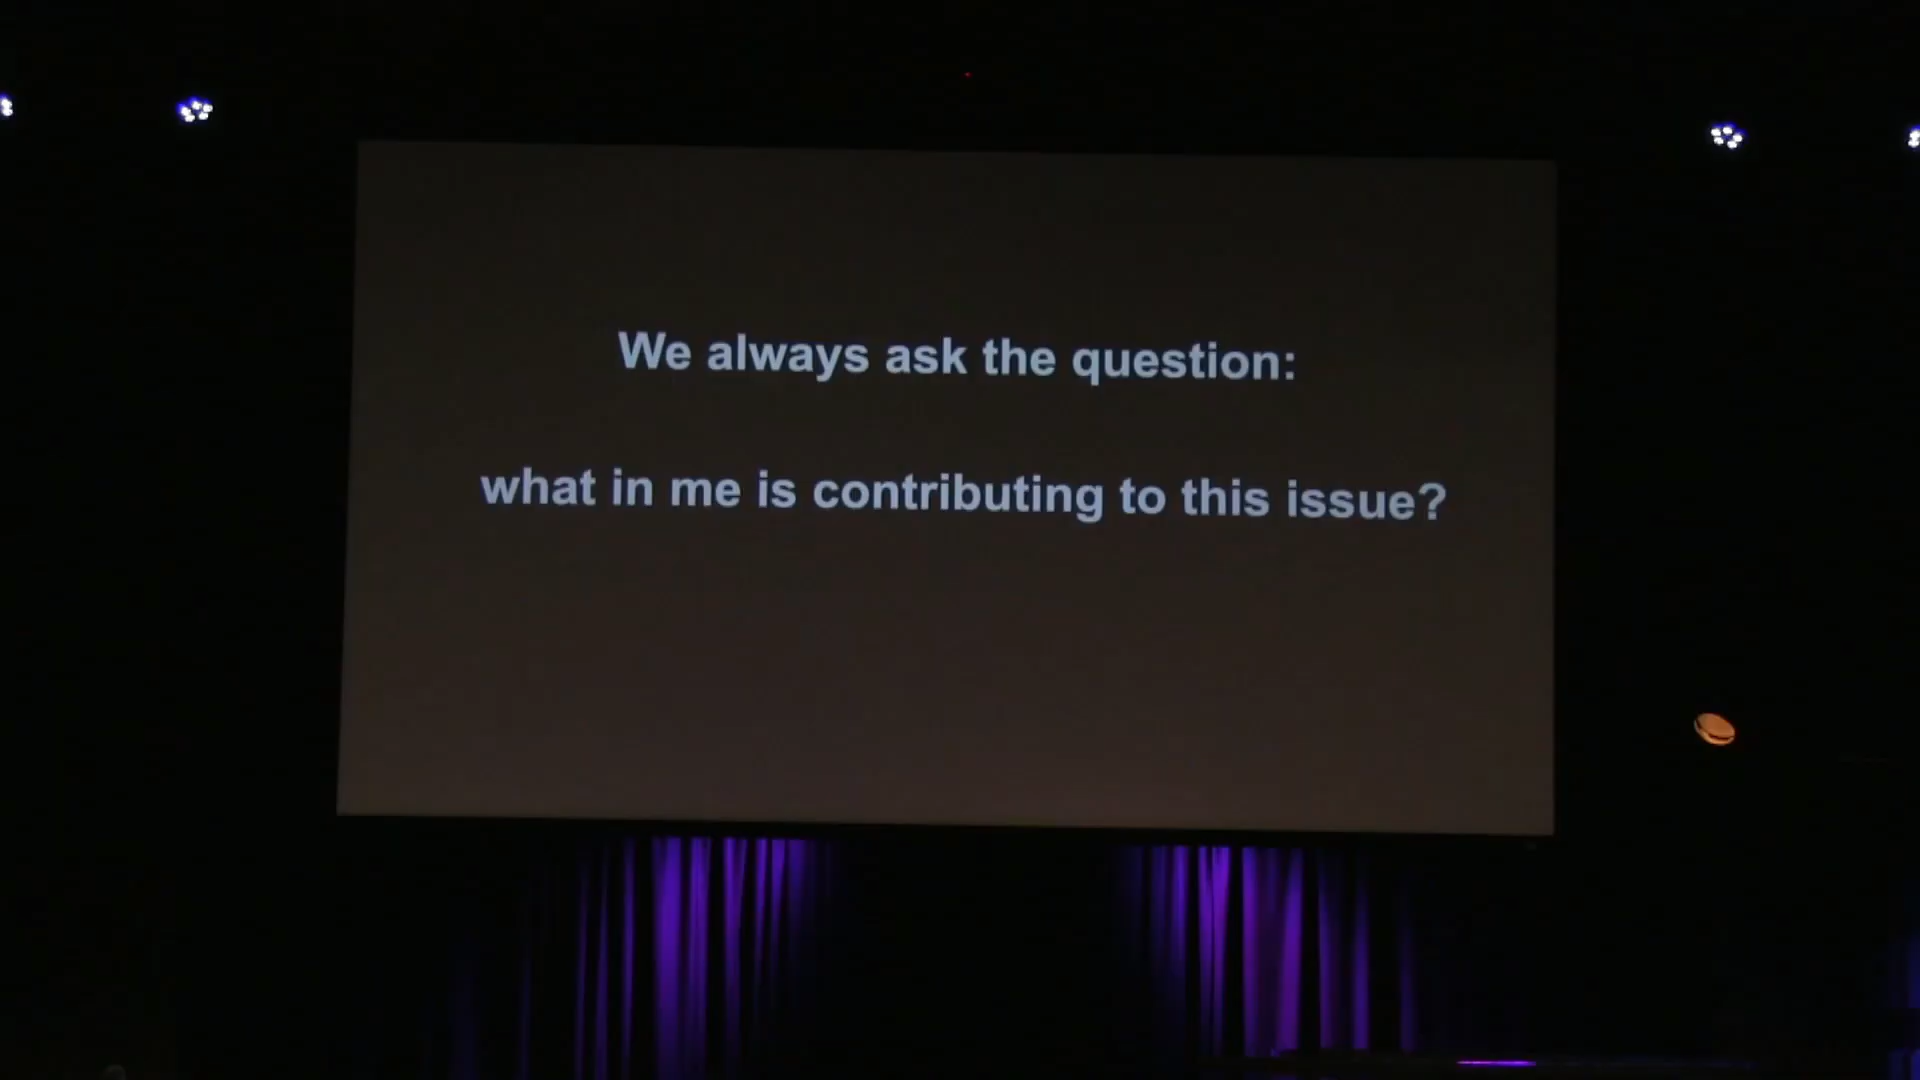 We always ask the question:
what in me is contributing to this issue?